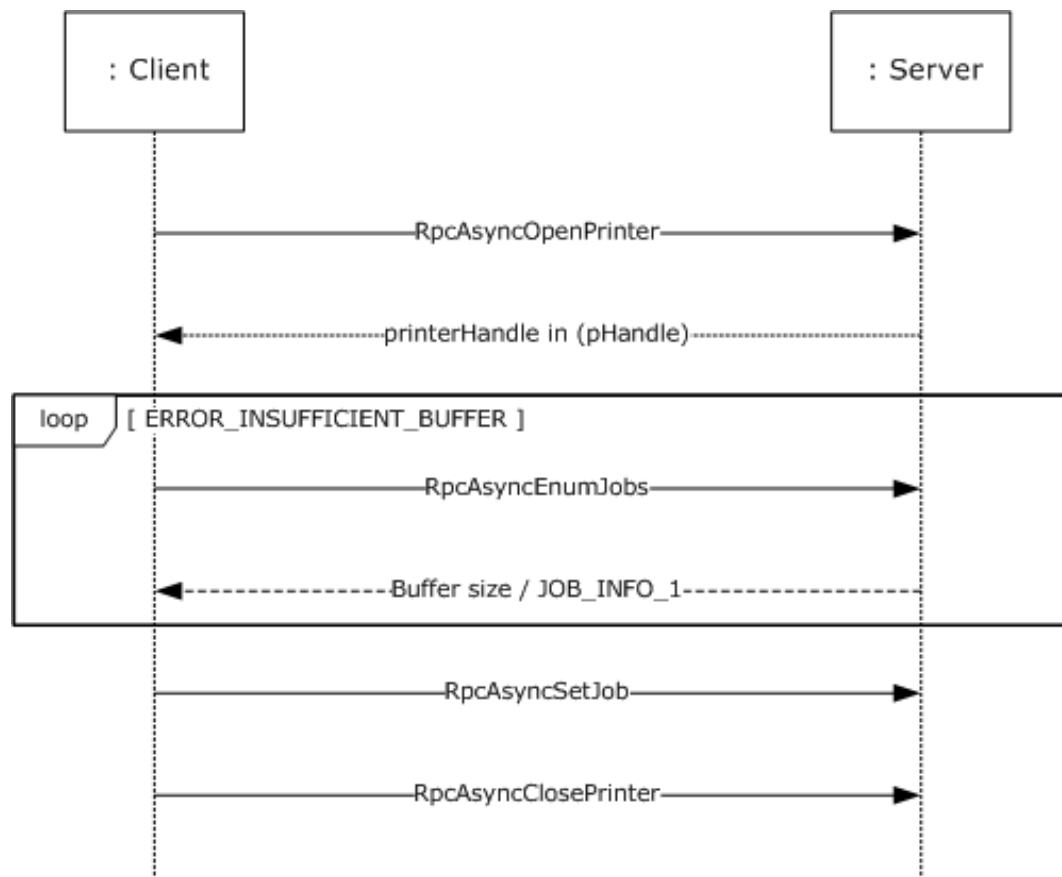 : Client
: Server
RpcAsyncOpenPrinter
printerHandle in (pHandle)
loop [ ERROR_INSUFFICIENT_BUFFER ]
RpcAsyncEnumJobs
Buffer size / JOB_INFO_1
RpcAsyncSetJob
RpcAsyncClosePrinter